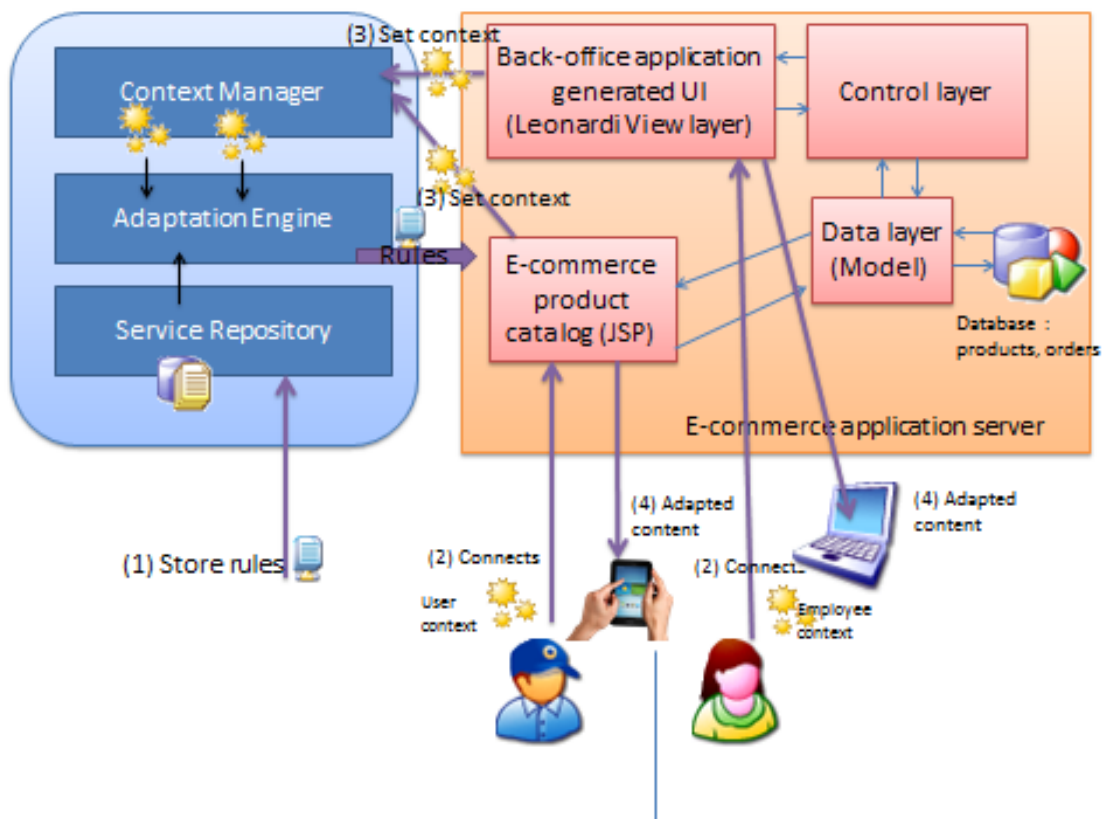 (3) Set context
Context Manager
Adaptation Engine
Service Repository
(3) Set context
Rules
Back-office application
generated UI
(Leonardi View layer)
Control layer
Data layer
(Model)
E-commerce
product
catalog (JSP)
Database :
products, orders
E-commerce application server
(1) Store rules
(2) Connects
User
context
(4) Adapted
content
(2) Connects
Employee
context
(4) Adapted
content